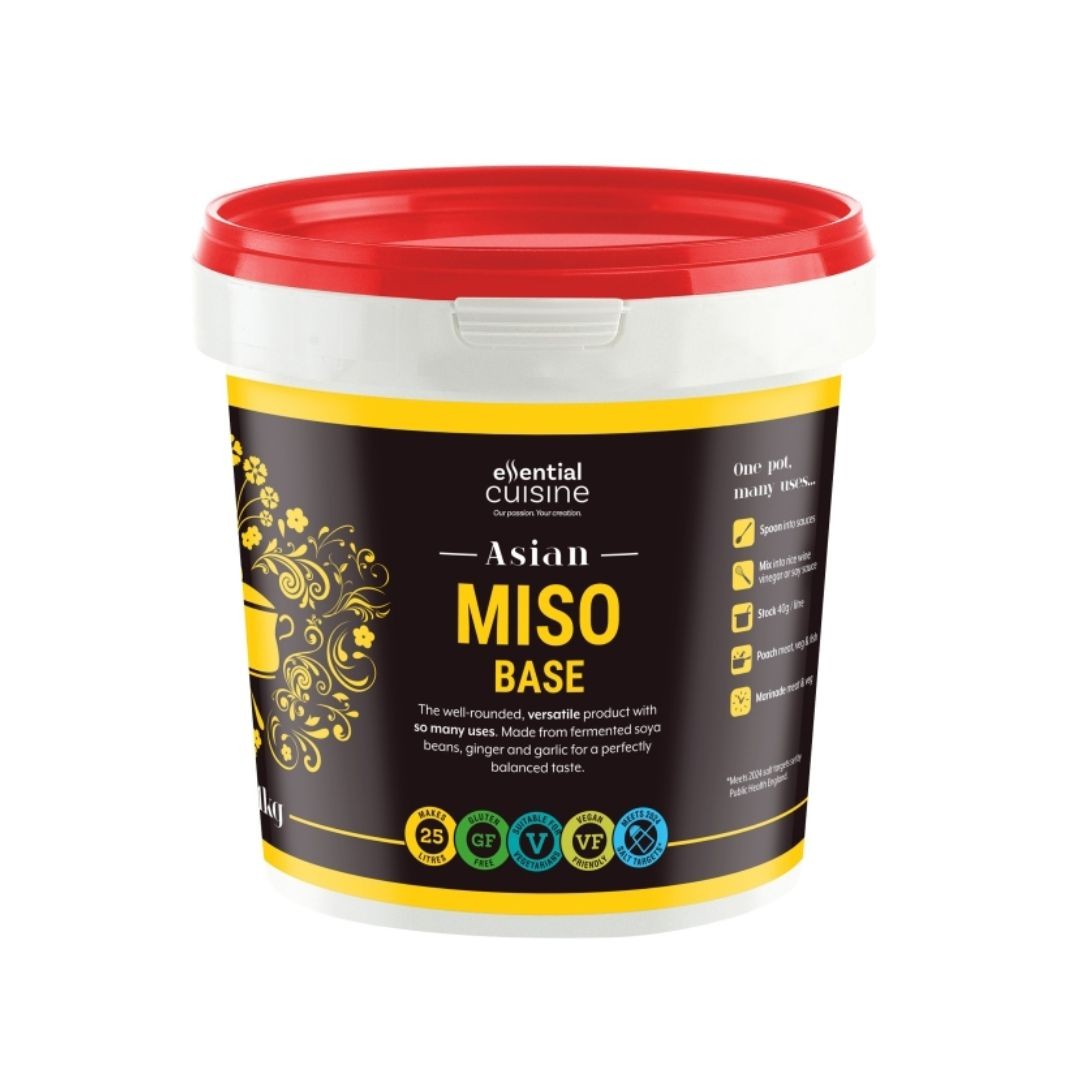 essential
cuisine
Our passion. Your creation.
Asian
MISO
BASE
The well-rounded, versatile product with
so many uses. Made from fermented soya
beans, ginger and garlic for a perfectly
balanced taste.
1kg
MAKES
25
LITRES
GLUTEN
GF
FREE
SUITABLE FOR
V
VEGETARIANS
VEGAN
VF
FRIENDLY
MEETS 2024
SALT TARGETS*
One pot,
many uses...
Spoon into sauces
Mix into rice wine
vinegar or soy sauce
Stock 40g / litre
Poach meat, veg & fish
Marinade meat & veg
*Meets 2024 salt targets set by
Public Health England.